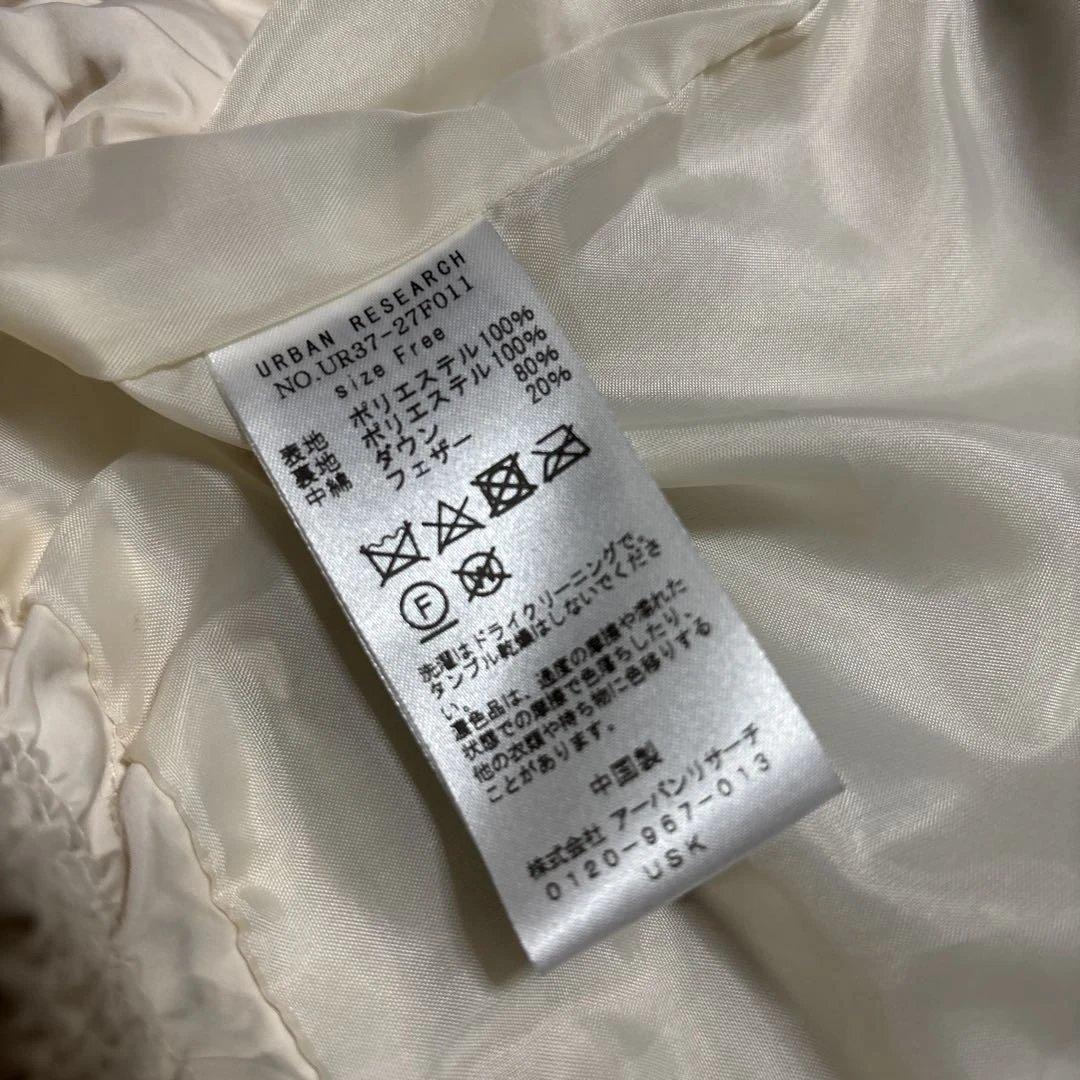 URBAN RESEARCH
NO.UR37-27F011
size Free
表地 ポリエステル 100%
裏地 ポリエステル 100%
中綿 ダウン 80%
フェザー 20%
F W
洗濯はドライクリーニングで。
タンブル乾燥はしないでくださ
い。
濃色品は、過度の摩擦や濡れた
状態での摩擦で色落ちしたり、
他の衣類や持ち物に色移りする
ことがあります。
中国製
株式会社 アーバンリサーチ
0120-967-013
USK